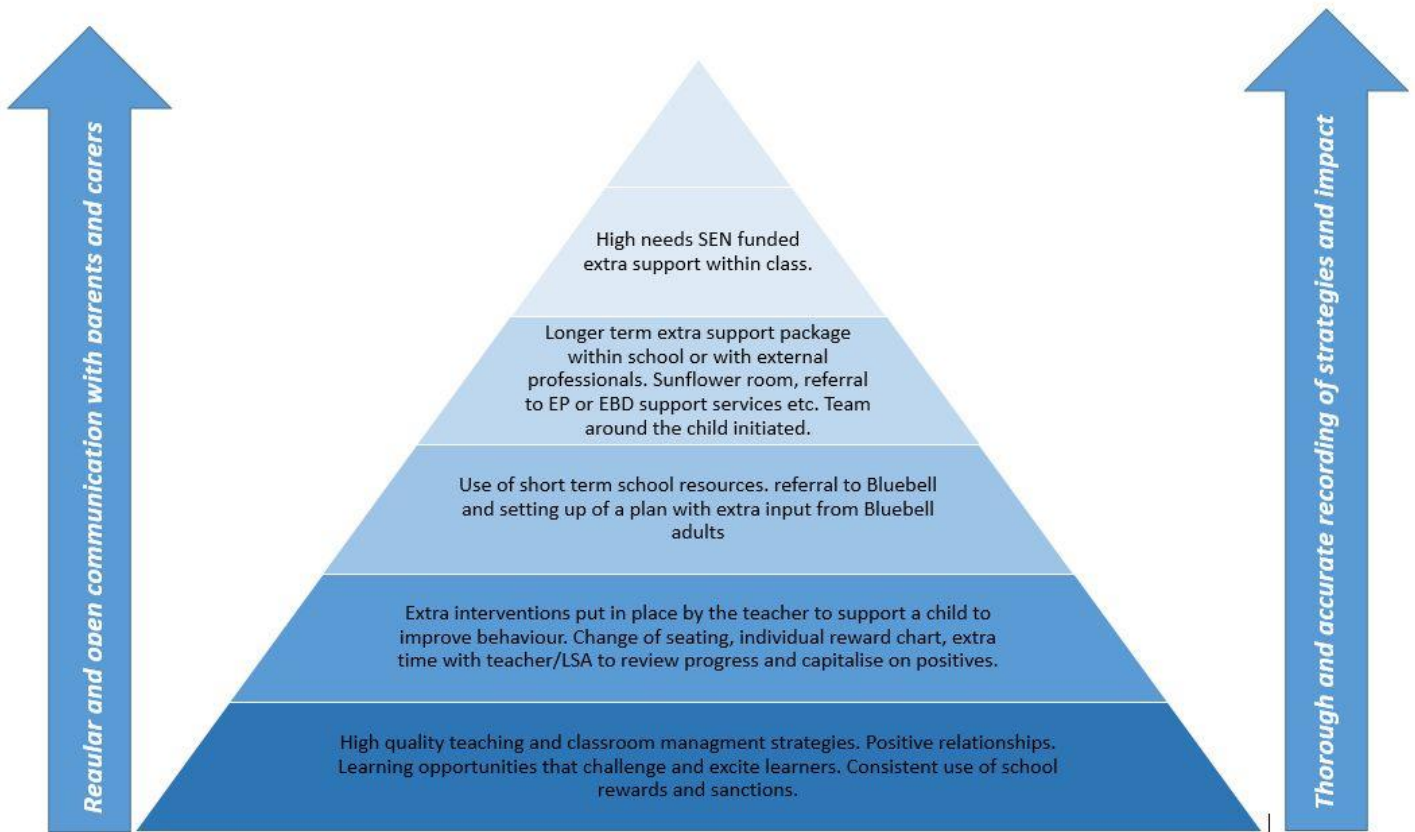 Regular and open communication with parents and carers
High needs SEN funded
extra support within class.
Longer term extra support package
within school or with external
professionals. Sunflower room, referral
to EP or EBD support services etc. Team
around the child initiated.
Use of short term school resources. referral to Bluebell
and setting up of a plan with extra input from Bluebell
adults
Extra interventions put in place by the teacher to support a child to
improve behaviour. Change of seating, individual reward chart, extra
time with teacher/LSA to review progress and capitalise on positives.
High quality teaching and classroom managment strategies. Positive relationships.
Learning opportunities that challenge and excite learners. Consistent use of school
rewards and sanctions.
Thorough and accurate recording of strategies and impact